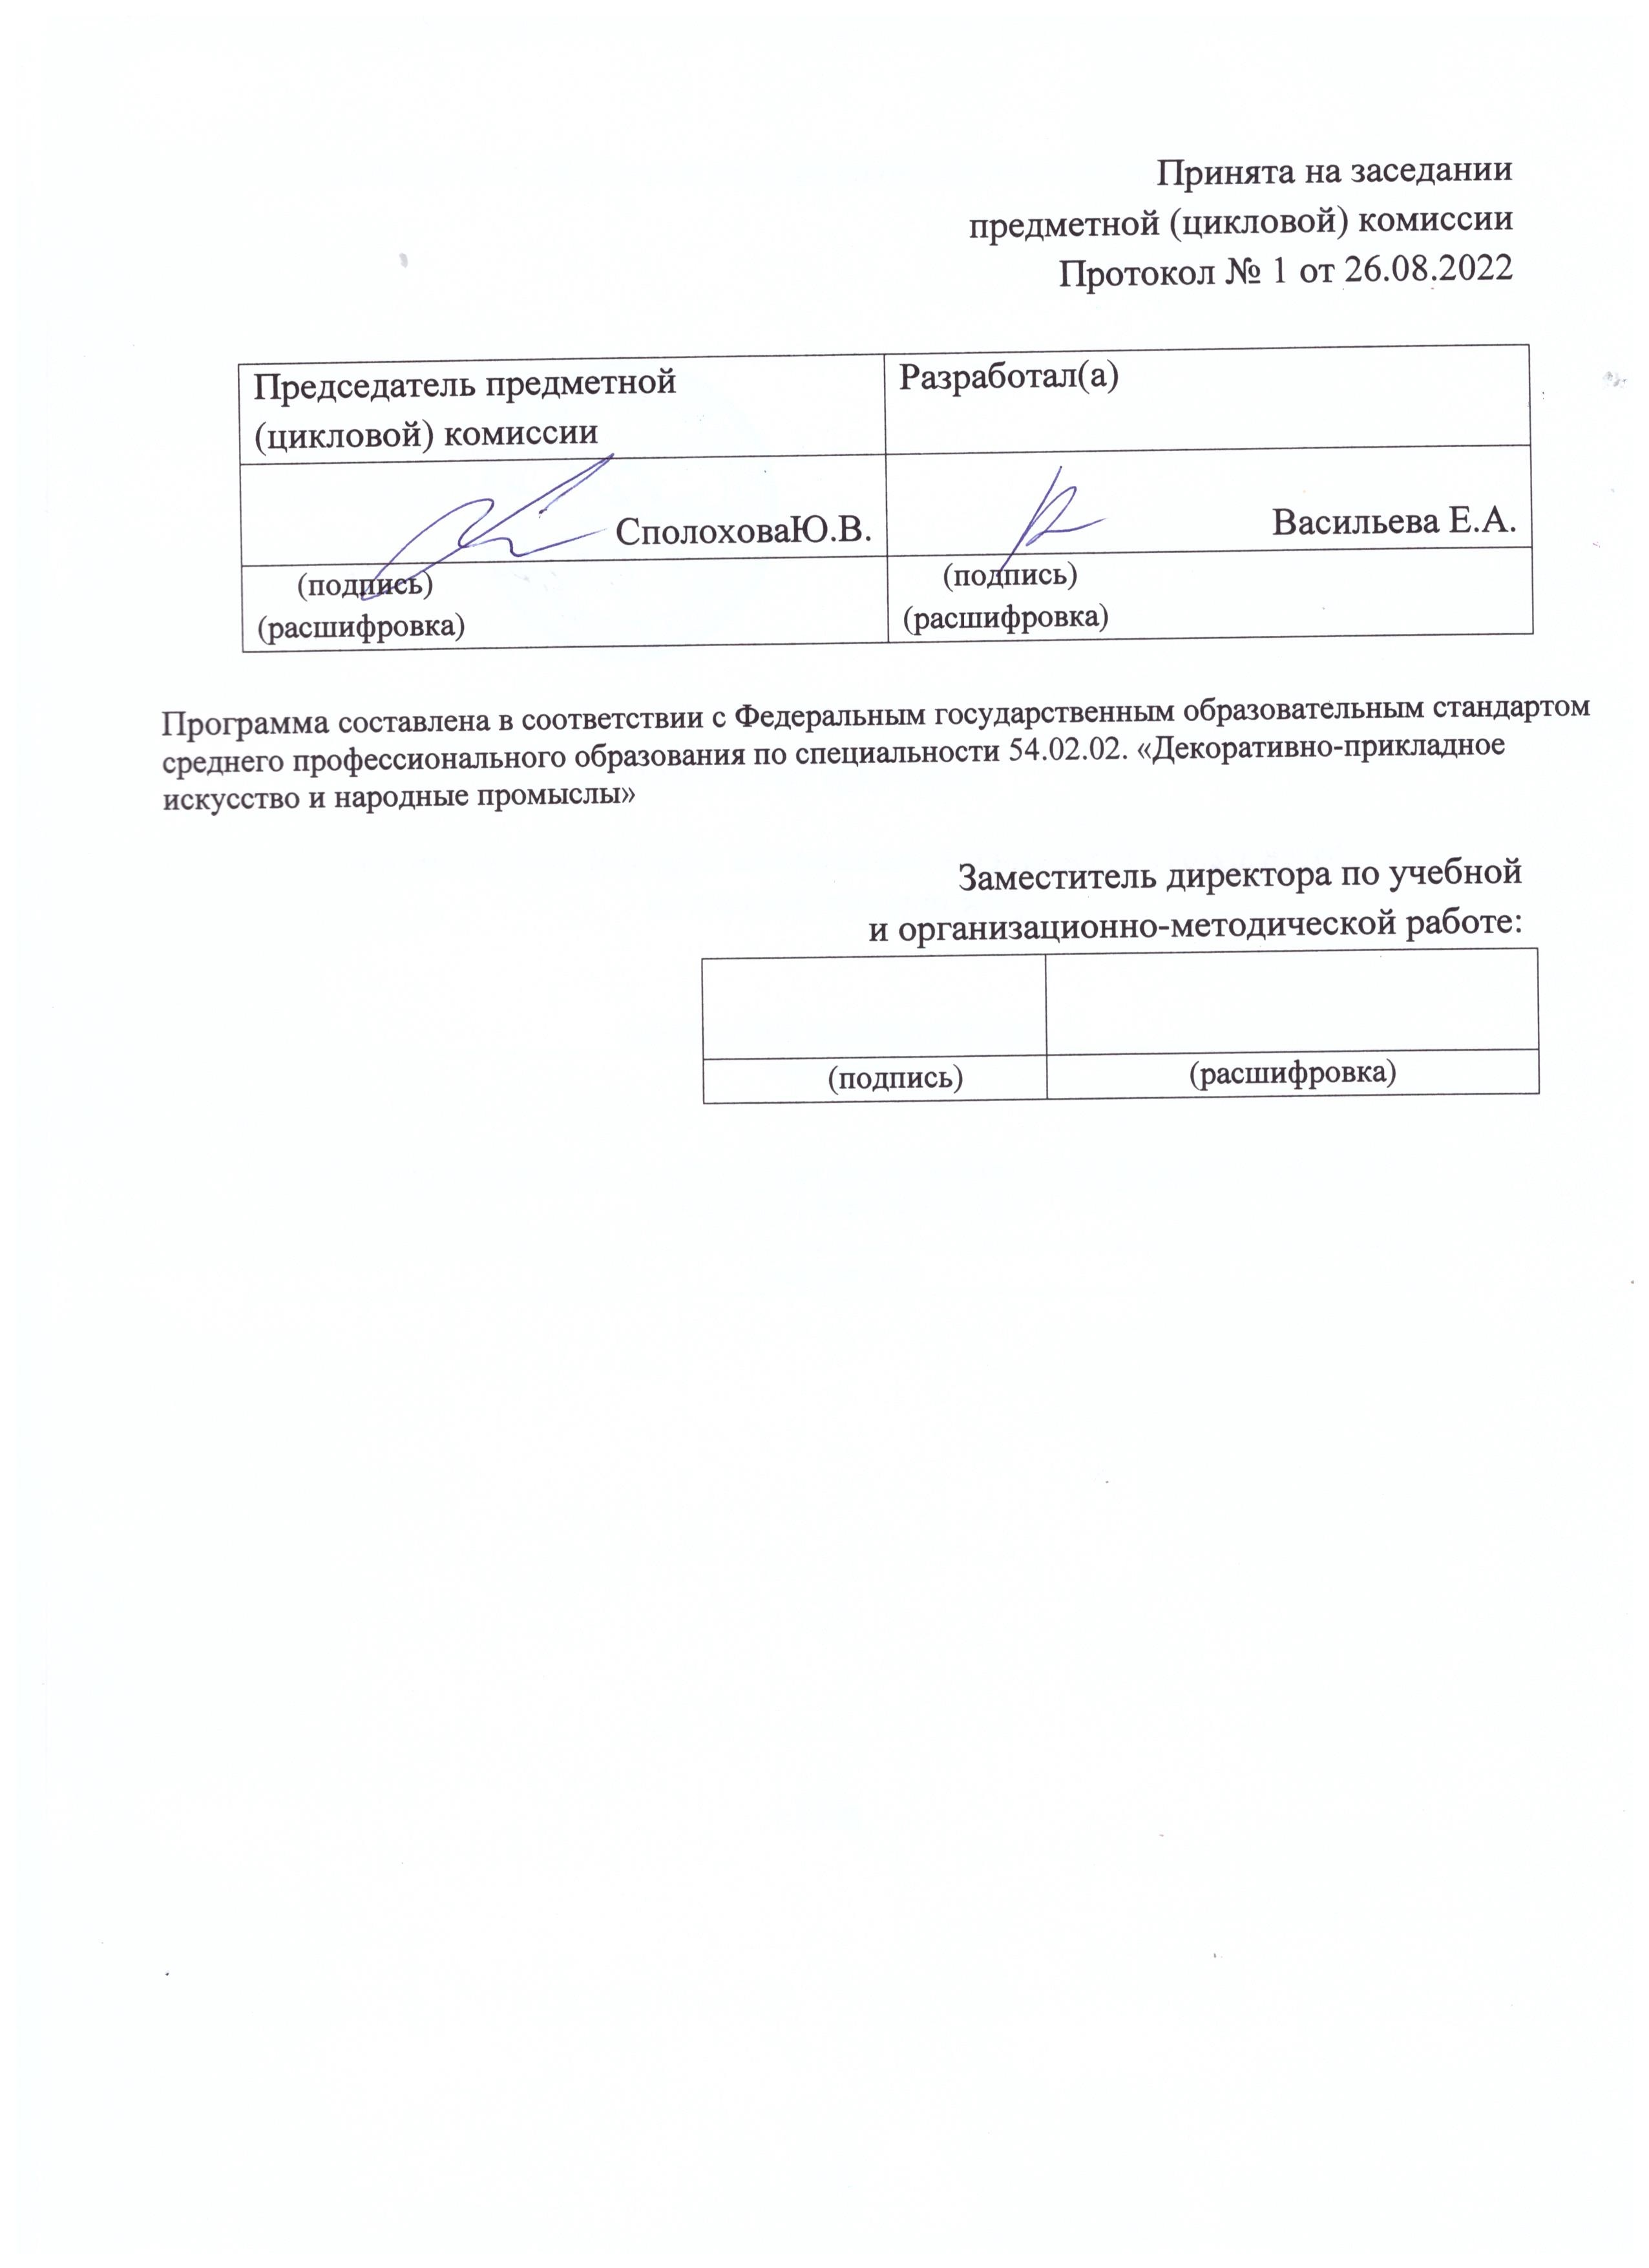 Принята на заседании
предметной (цикловой) комиссии
Протокол № 1 от 26.08.2022
Председатель предметной
(цикловой) комиссии
Разработал(а)
СполоховаЮ.В.
Васильева Е.А.
(подпись)
(расшифровка)
(подпись)
(расшифровка)
Программа составлена в соответствии с Федеральным государственным образовательным стандартом
среднего профессионального образования по специальности 54.02.02. «Декоративно-прикладное
искусство и народные промыслы»
Заместитель директора по учебной
и организационно-методической работе:
(подпись)
(расшифровка)